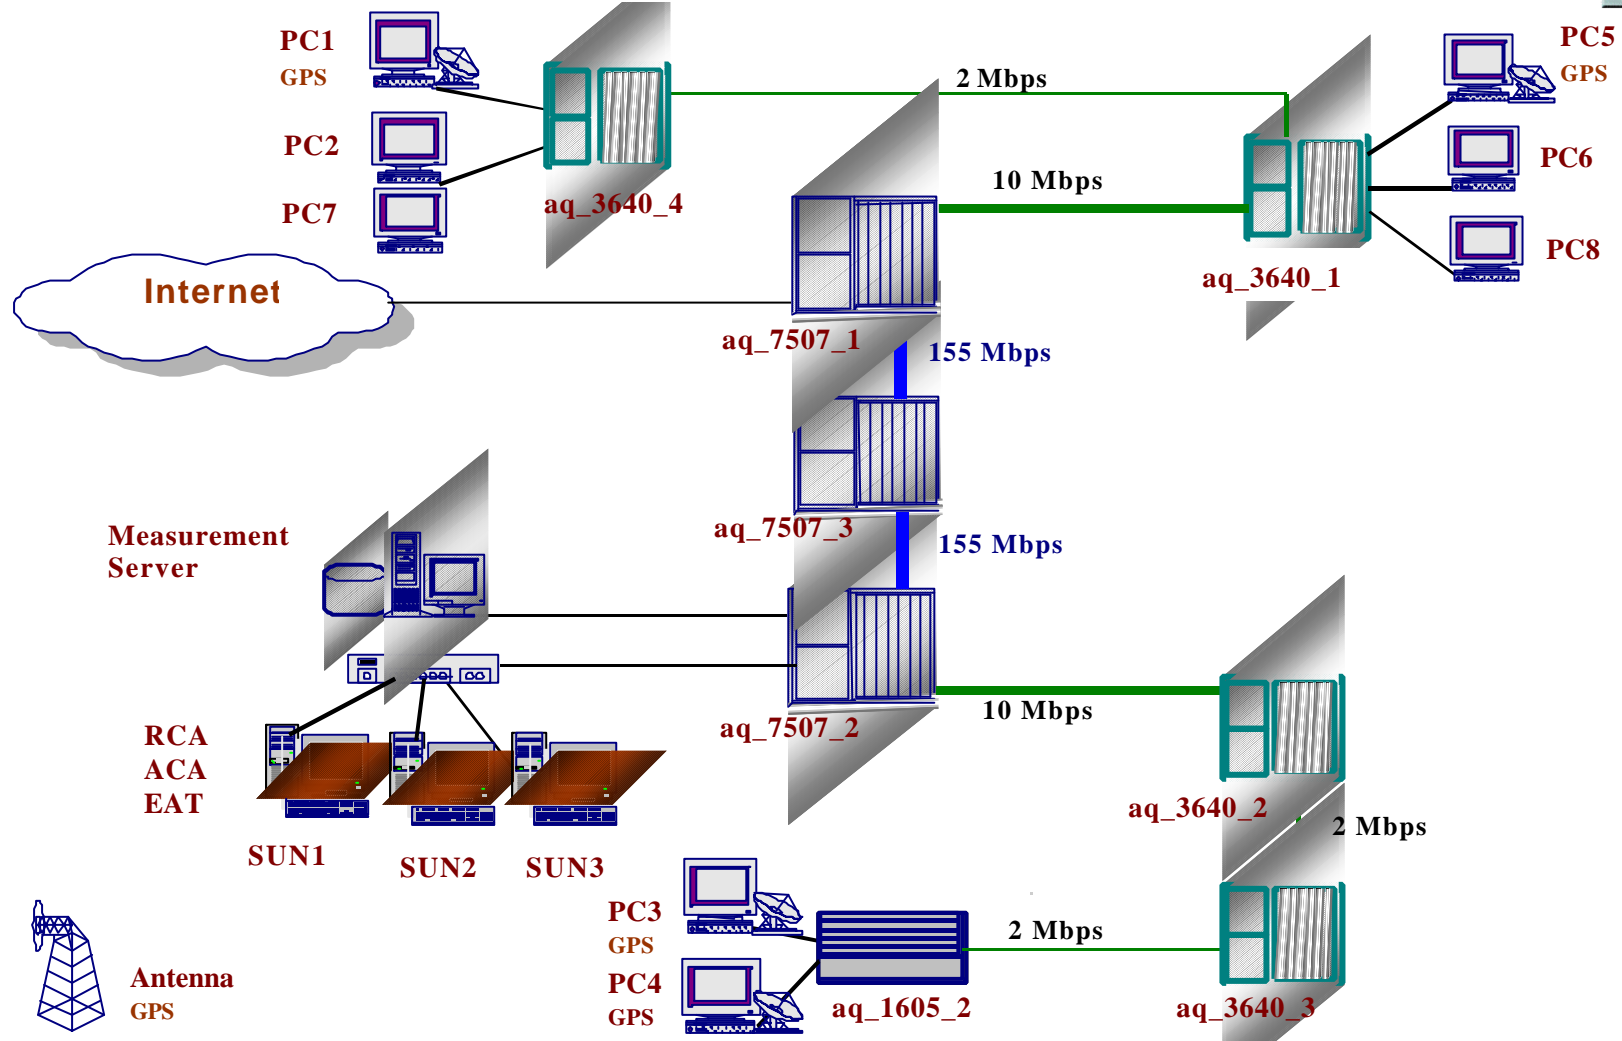 PC1
GPS
PC2
PC7
aq_3640_4
2 Mbps
10 Mbps
PC5
GPS
PC6
PC8
aq_3640_1
Internet
aq_7507_1
155 Mbps
aq_7507_3
155 Mbps
Measurement
Server
aq_7507_2
10 Mbps
RCA
ACA
EAT
SUN1
SUN2
SUN3
aq_3640_2
2 Mbps
PC3
GPS
PC4
GPS
aq_1605_2
2 Mbps
aq_3640_3
Antenna
GPS